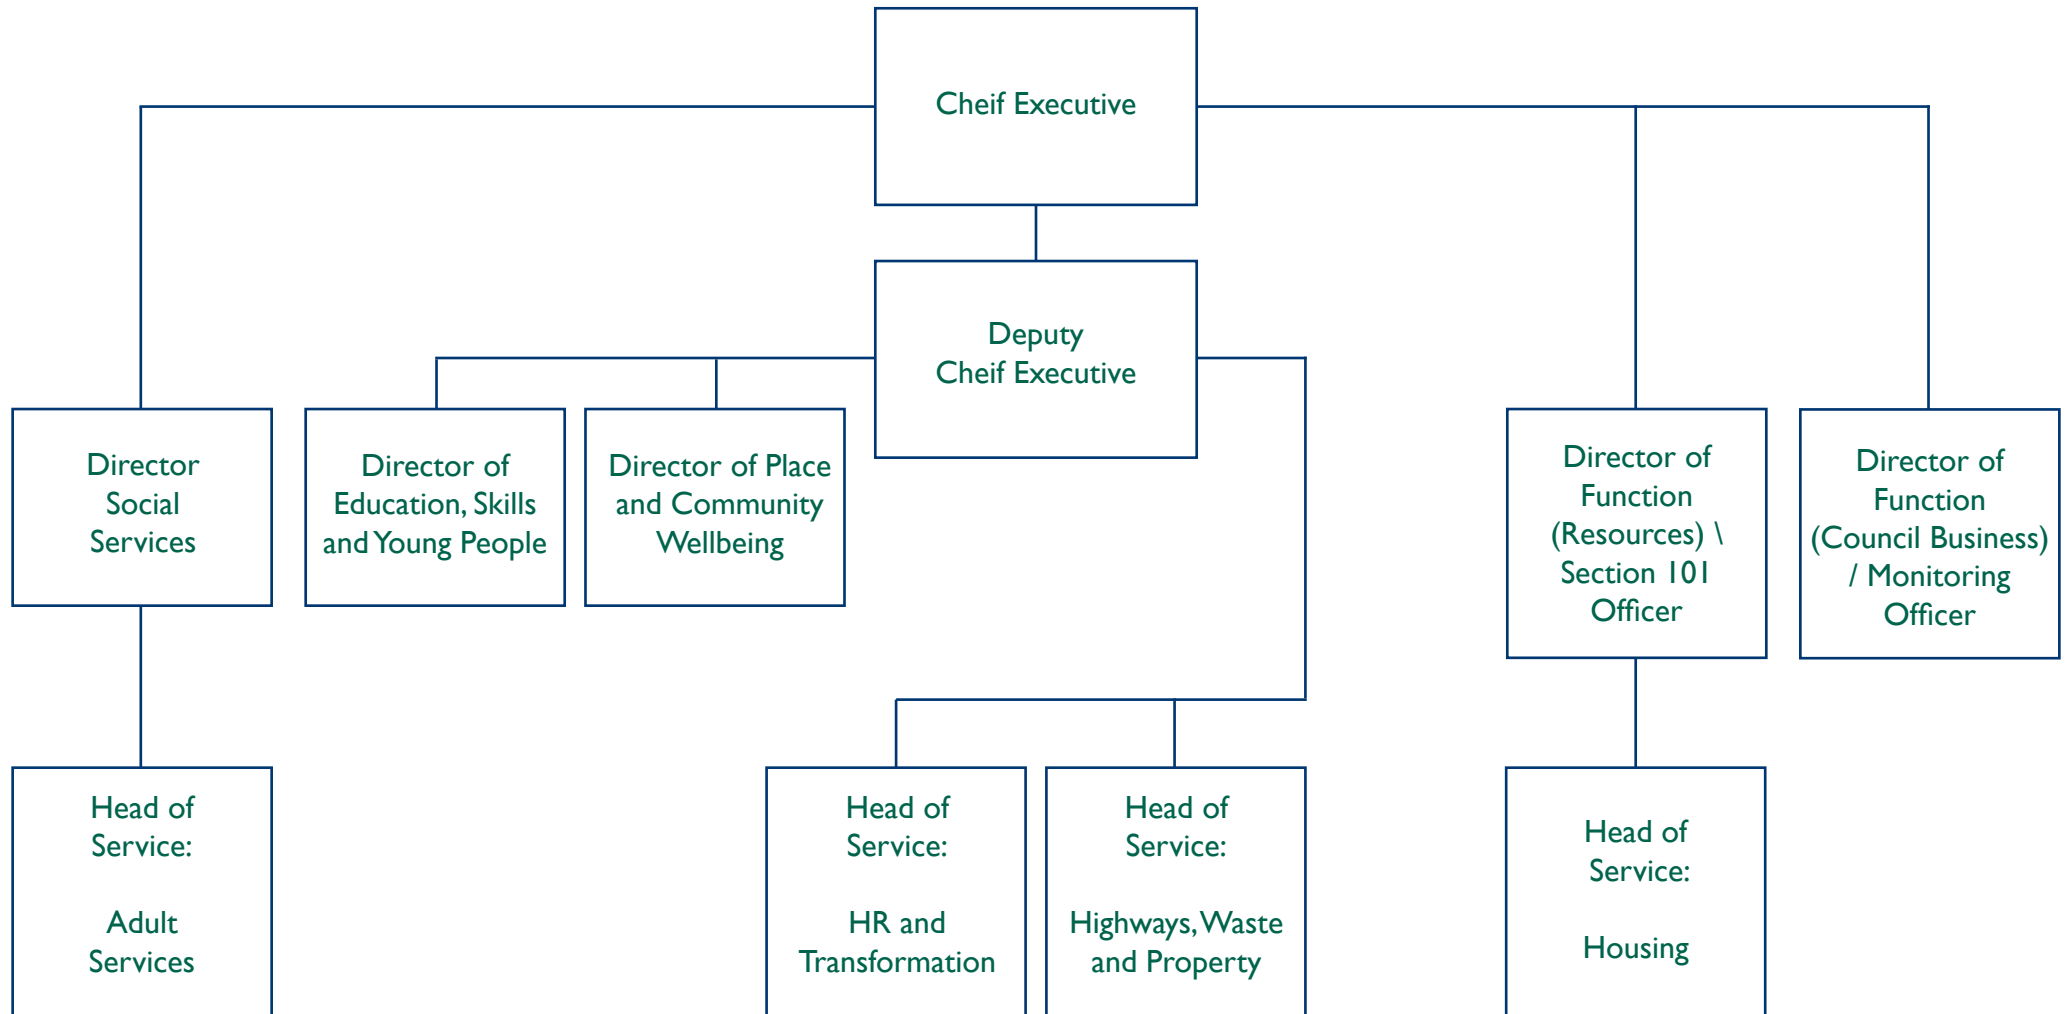 Cheif Executive
Deputy
Cheif Executive
Director
Social
Services
Director of
Education, Skills
and Young People
Director of Place
and Community
Wellbeing
Director of
Function
(Resources) \
Section 101
Officer
Director of
Function
(Council Business)
/ Monitoring
Officer
Head of
Service:
Adult
Services
Head of
Service:
HR and
Transformation
Head of
Service:
Highways, Waste
and Property
Head of
Service:
Housing